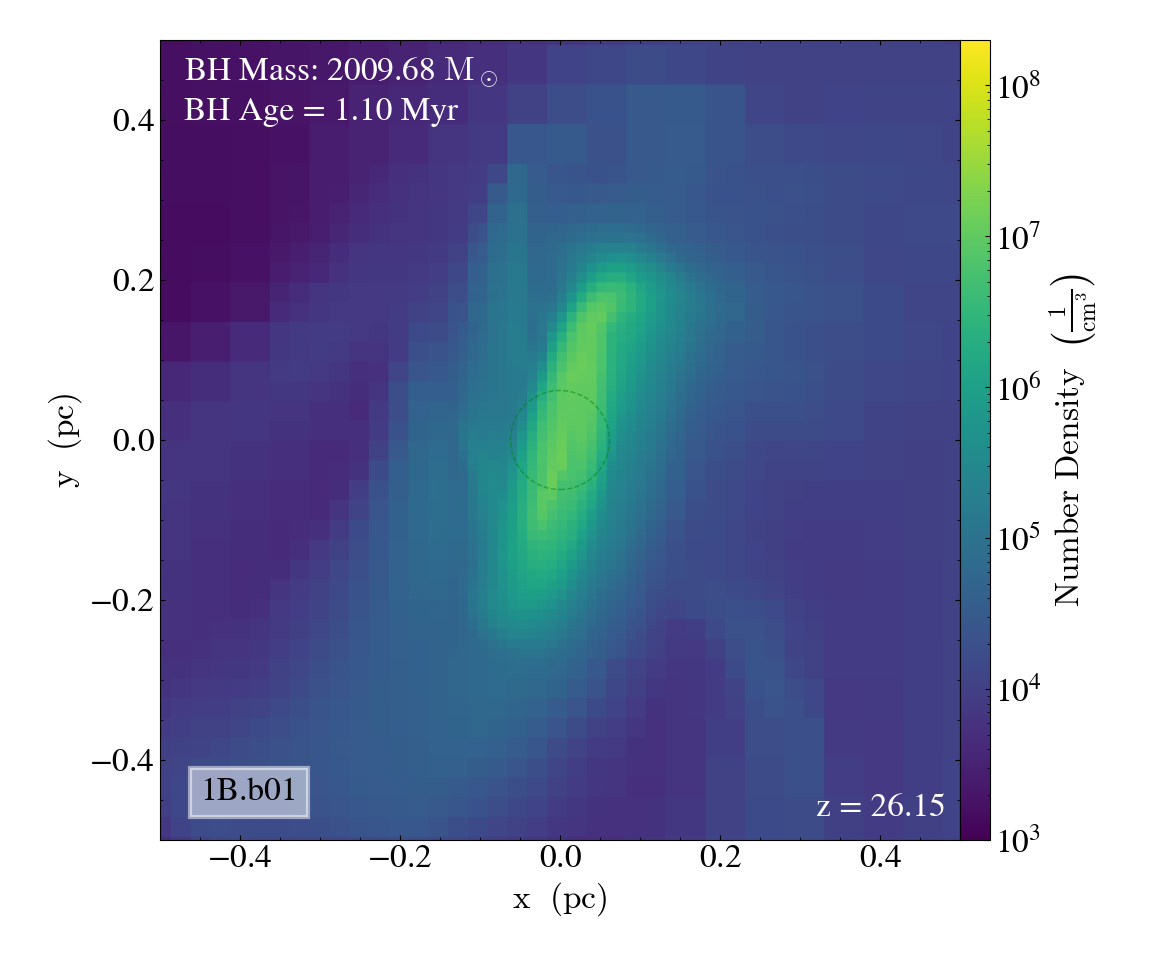 BH Mass: 2009.68 M⊙
BH Age = 1.10 Myr
1B.b01
z = 26.15
0.4
0.2
0.0
−0.2
−0.4
y (pc)
−0.4
−0.2
0.0
0.2
0.4
x (pc)
10⁸
10⁷
10⁶
10⁵
10⁴
10³
Number Density (1/cm³)